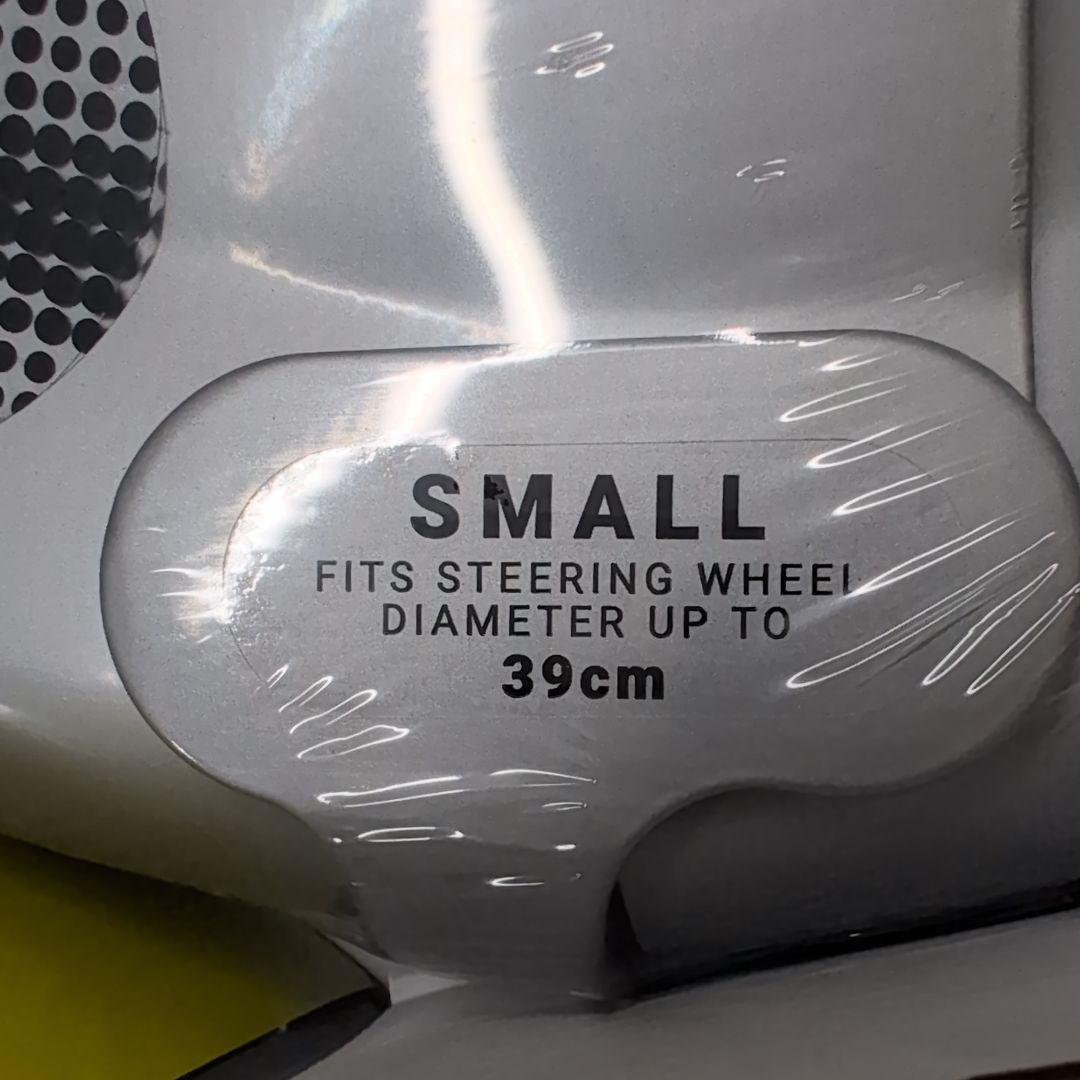 SMALL
FITS STEERING WHEEL
DIAMETER UP TO
39cm